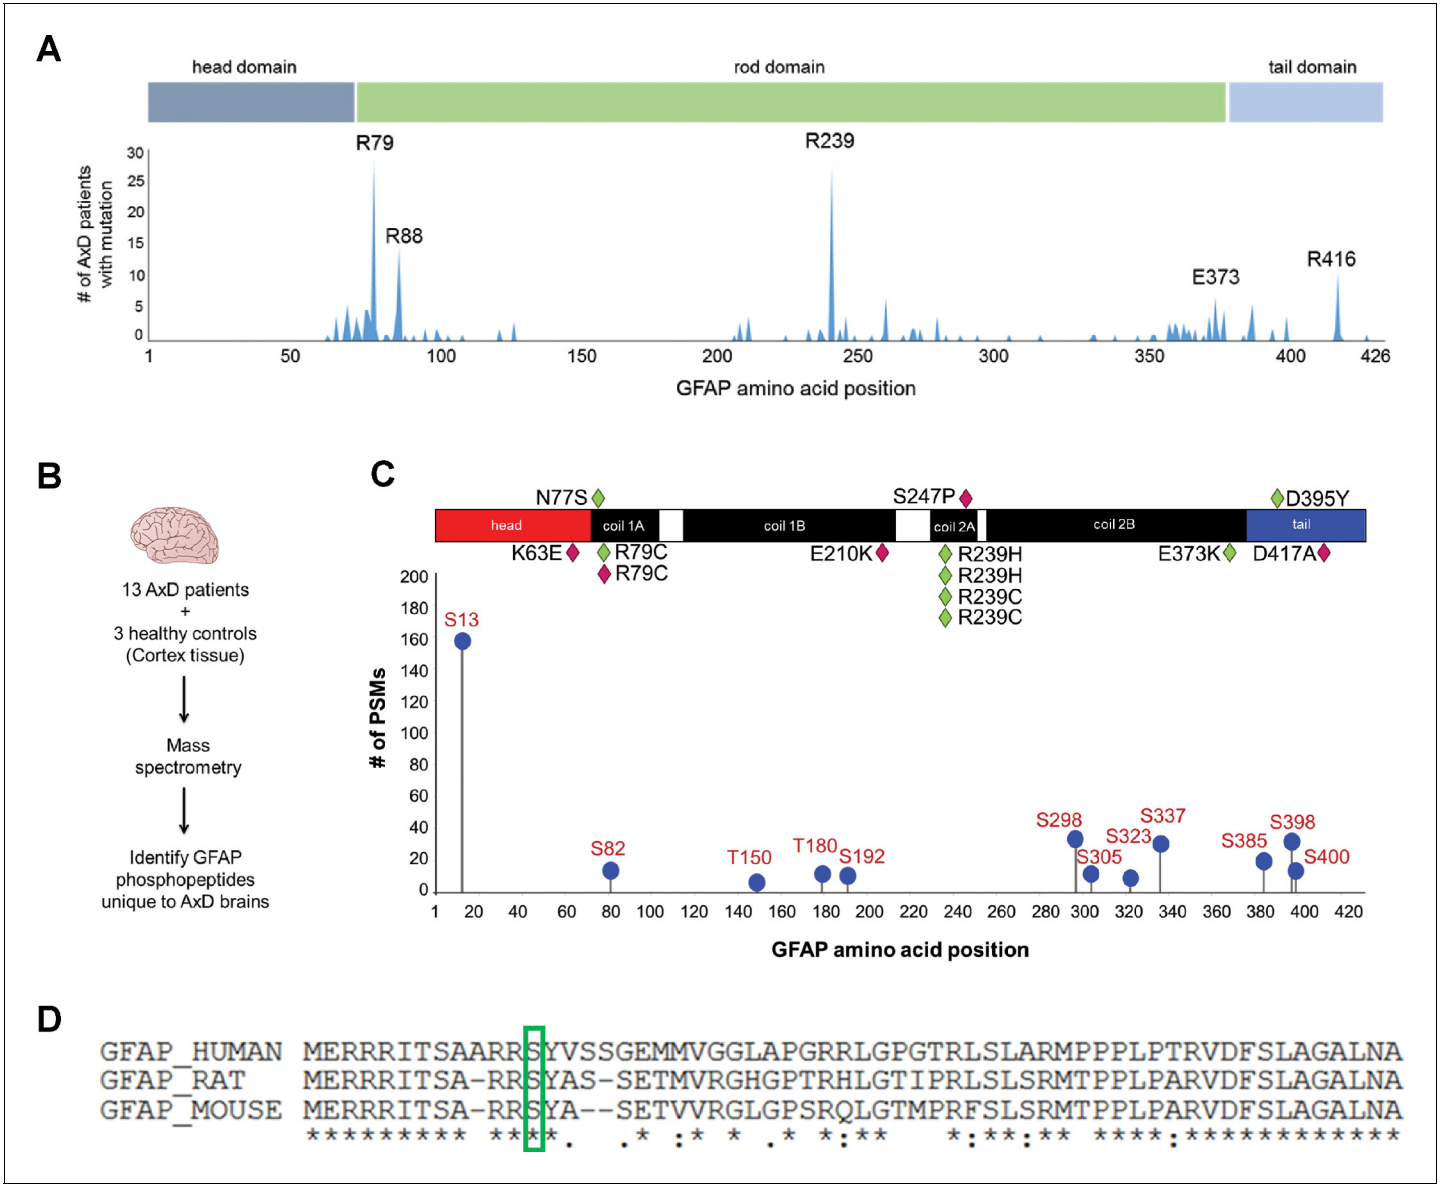 A
head domain
rod domain
tail domain
# of AxD patients
with mutation
30
25
20
15
10
5
0
R79
R88
R239
E373
R416
1
50
100
150
200
250
300
350
400
426
GFAP amino acid position
B
13 AxD patients
+
3 healthy controls
(Cortex tissue)
Mass
spectrometry
Identify GFAP
phosphopeptides
unique to AxD brains
C
N77S
S247P
D395Y
head
coil 1A
coil 1B
coil 2A
coil 2B
tail
K63E
R79C
R79C
E210K
R239H
R239H
R239C
R239C
E373K
D417A
# of PSMs
200
180
160
140
120
100
80
60
40
20
0
S13
S82
T150
T180
S192
S298
S305
S323
S337
S385
S398
S400
1
20
40
60
80
100
120
140
160
180
200
220
240
260
280
300
320
340
360
380
400
420
GFAP amino acid position
D
GFAP_HUMAN MERRRITSAARRSYVSSGEMMVGGLAPGRRLGPGTRLSLARMPPPLPTRVDFSLAGALNA
GFAP_RAT MERRRITSA-RRSYAS-SETMVRGHGPTRHLGTIPRLSLSRMTPPLPARVDFSLAGALNA
GFAP_MOUSE MERRRITSA-RRSYA--SETVVRGLGPSRQLGTMPRFSLSRMTPPLPARVDFSLAGALNA
********* ****. .* :* * .* *:** *:**:** ****:************